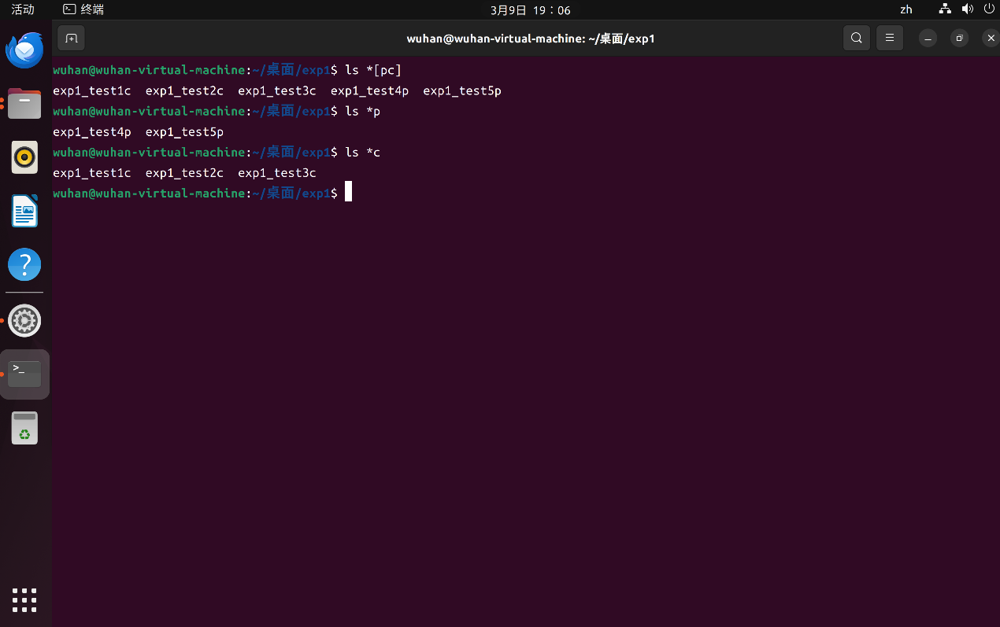 活动 终端 3月9日 19：06 zh
wuhan@wuhan-virtual-machine: ~/桌面/exp1
wuhan@wuhan-virtual-machine:~/桌面/exp1$ ls *[pc]
exp1_test1c exp1_test2c exp1_test3c exp1_test4p exp1_test5p
wuhan@wuhan-virtual-machine:~/桌面/exp1$ ls *p
exp1_test4p exp1_test5p
wuhan@wuhan-virtual-machine:~/桌面/exp1$ ls *c
exp1_test1c exp1_test2c exp1_test3c
wuhan@wuhan-virtual-machine:~/桌面/exp1$